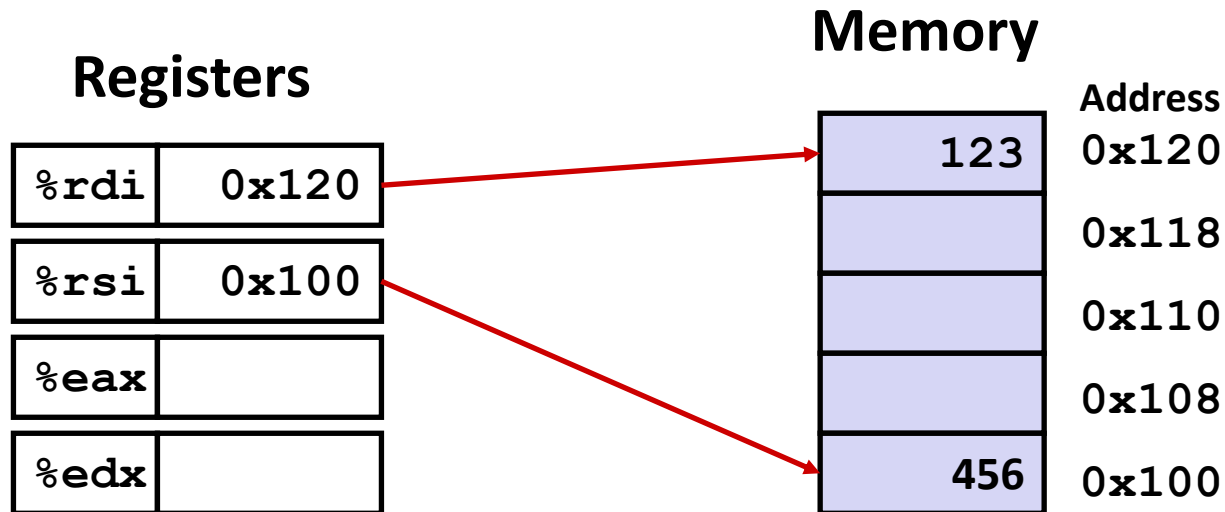 Registers
%rdi 0x120
%rsi 0x100
%eax
%edx
Memory
Address
123 0x120
0x118
0x110
0x108
456 0x100